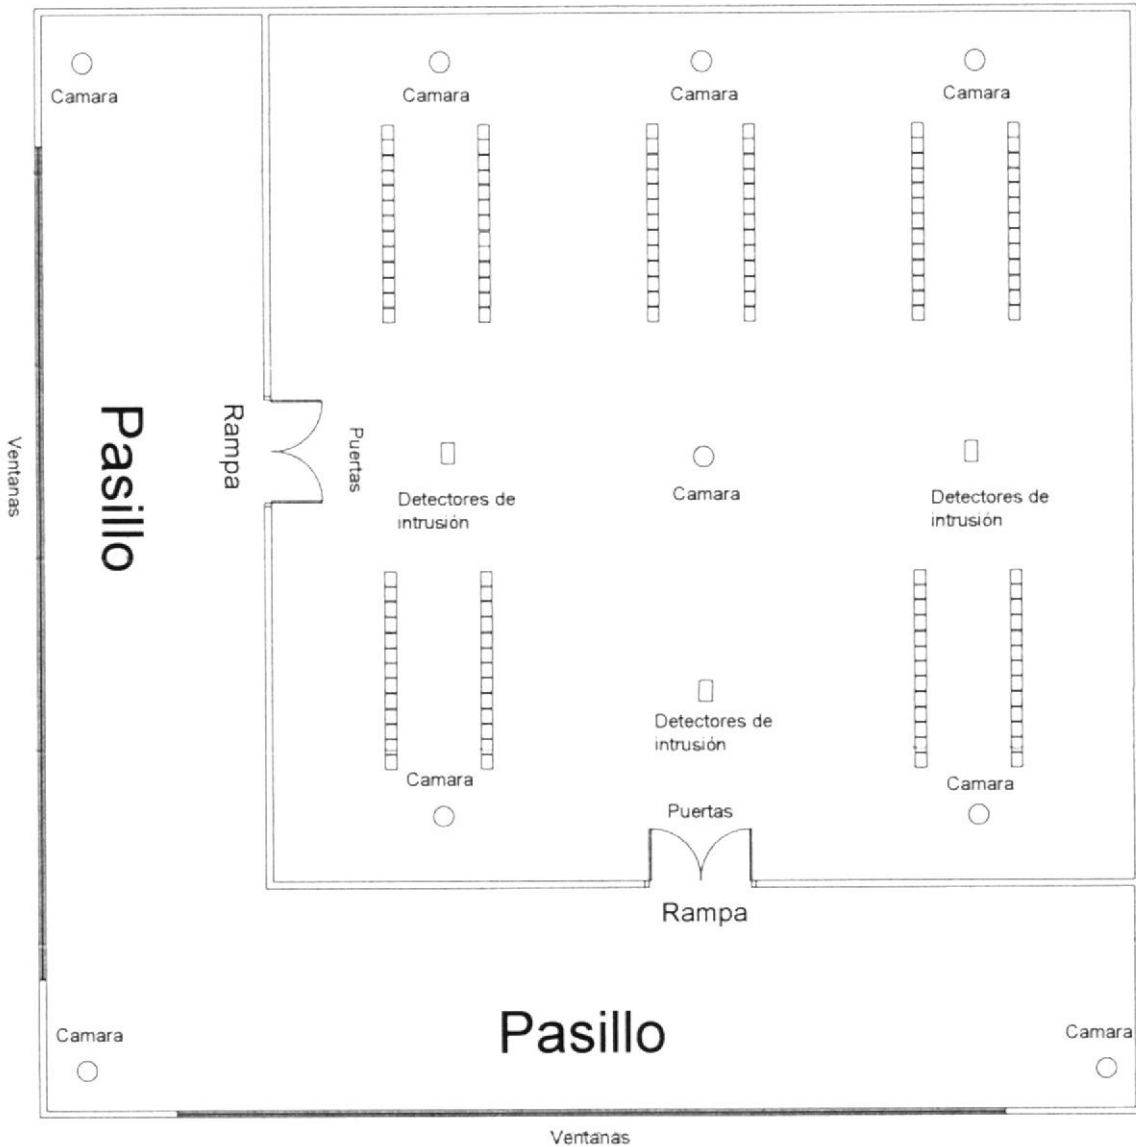 Camara
Camara
Camara
Camara
Ventanas
Pasillo
Rampa
Puertas
Detectores de
intrusión
Camara
Detectores de
intrusión
Detectores de
intrusión
Camara
Puertas
Camara
Rampa
Camara
Pasillo
Camara
Ventanas